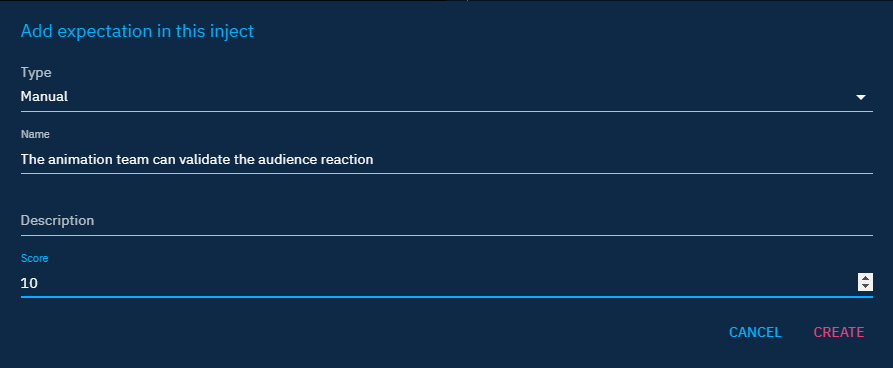 Add expectation in this inject
Type
Manual
Name
The animation team can validate the audience reaction
Description
Score
10
CANCEL CREATE